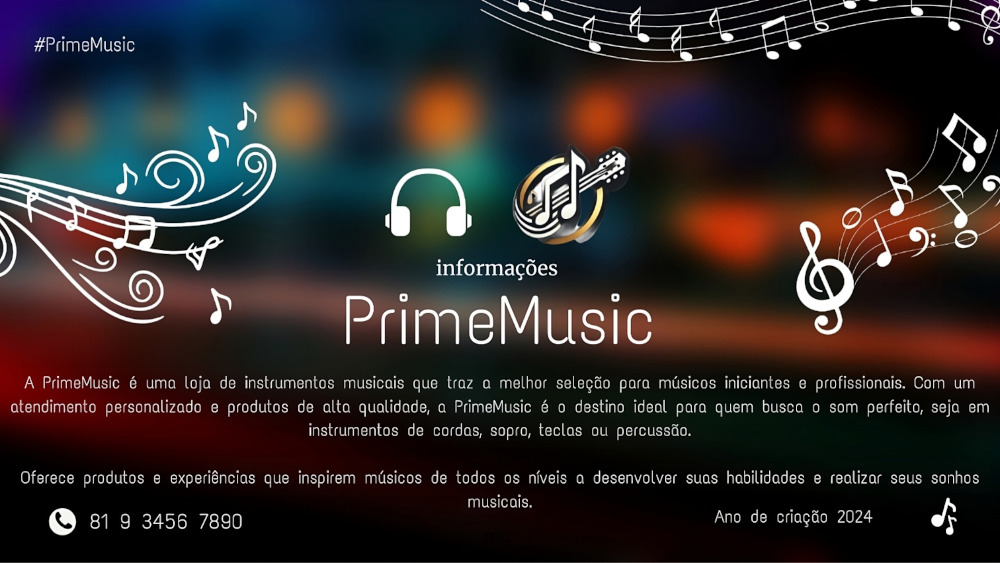 #PrimeMusic
informações
PrimeMusic
A PrimeMusic é uma loja de instrumentos musicais que traz a melhor seleção para músicos iniciantes e profissionais. Com um
atendimento personalizado e produtos de alta qualidade, a PrimeMusic é o destino ideal para quem busca o som perfeito, seja em
instrumentos de cordas, sopro, teclas ou percussão.
Oferece produtos e experiências que inspirem músicos de todos os níveis a desenvolver suas habilidades e realizar seus sonhos
musicais.
81 9 3456 7890
Ano de criação 2024